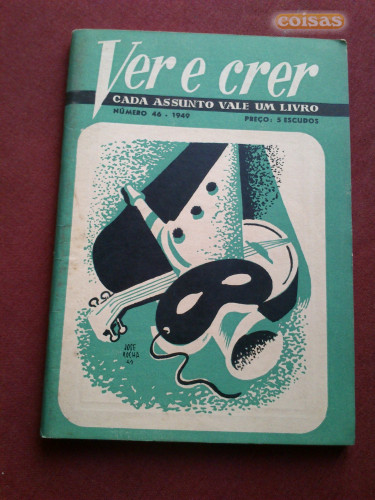 coisas
Ver e crer
CADA ASSUNTO VALE UM LIVRO
NÚMERO 46 - 1949 PREÇO: 5 ESCUDOS
JOSÉ
ROCHA
49